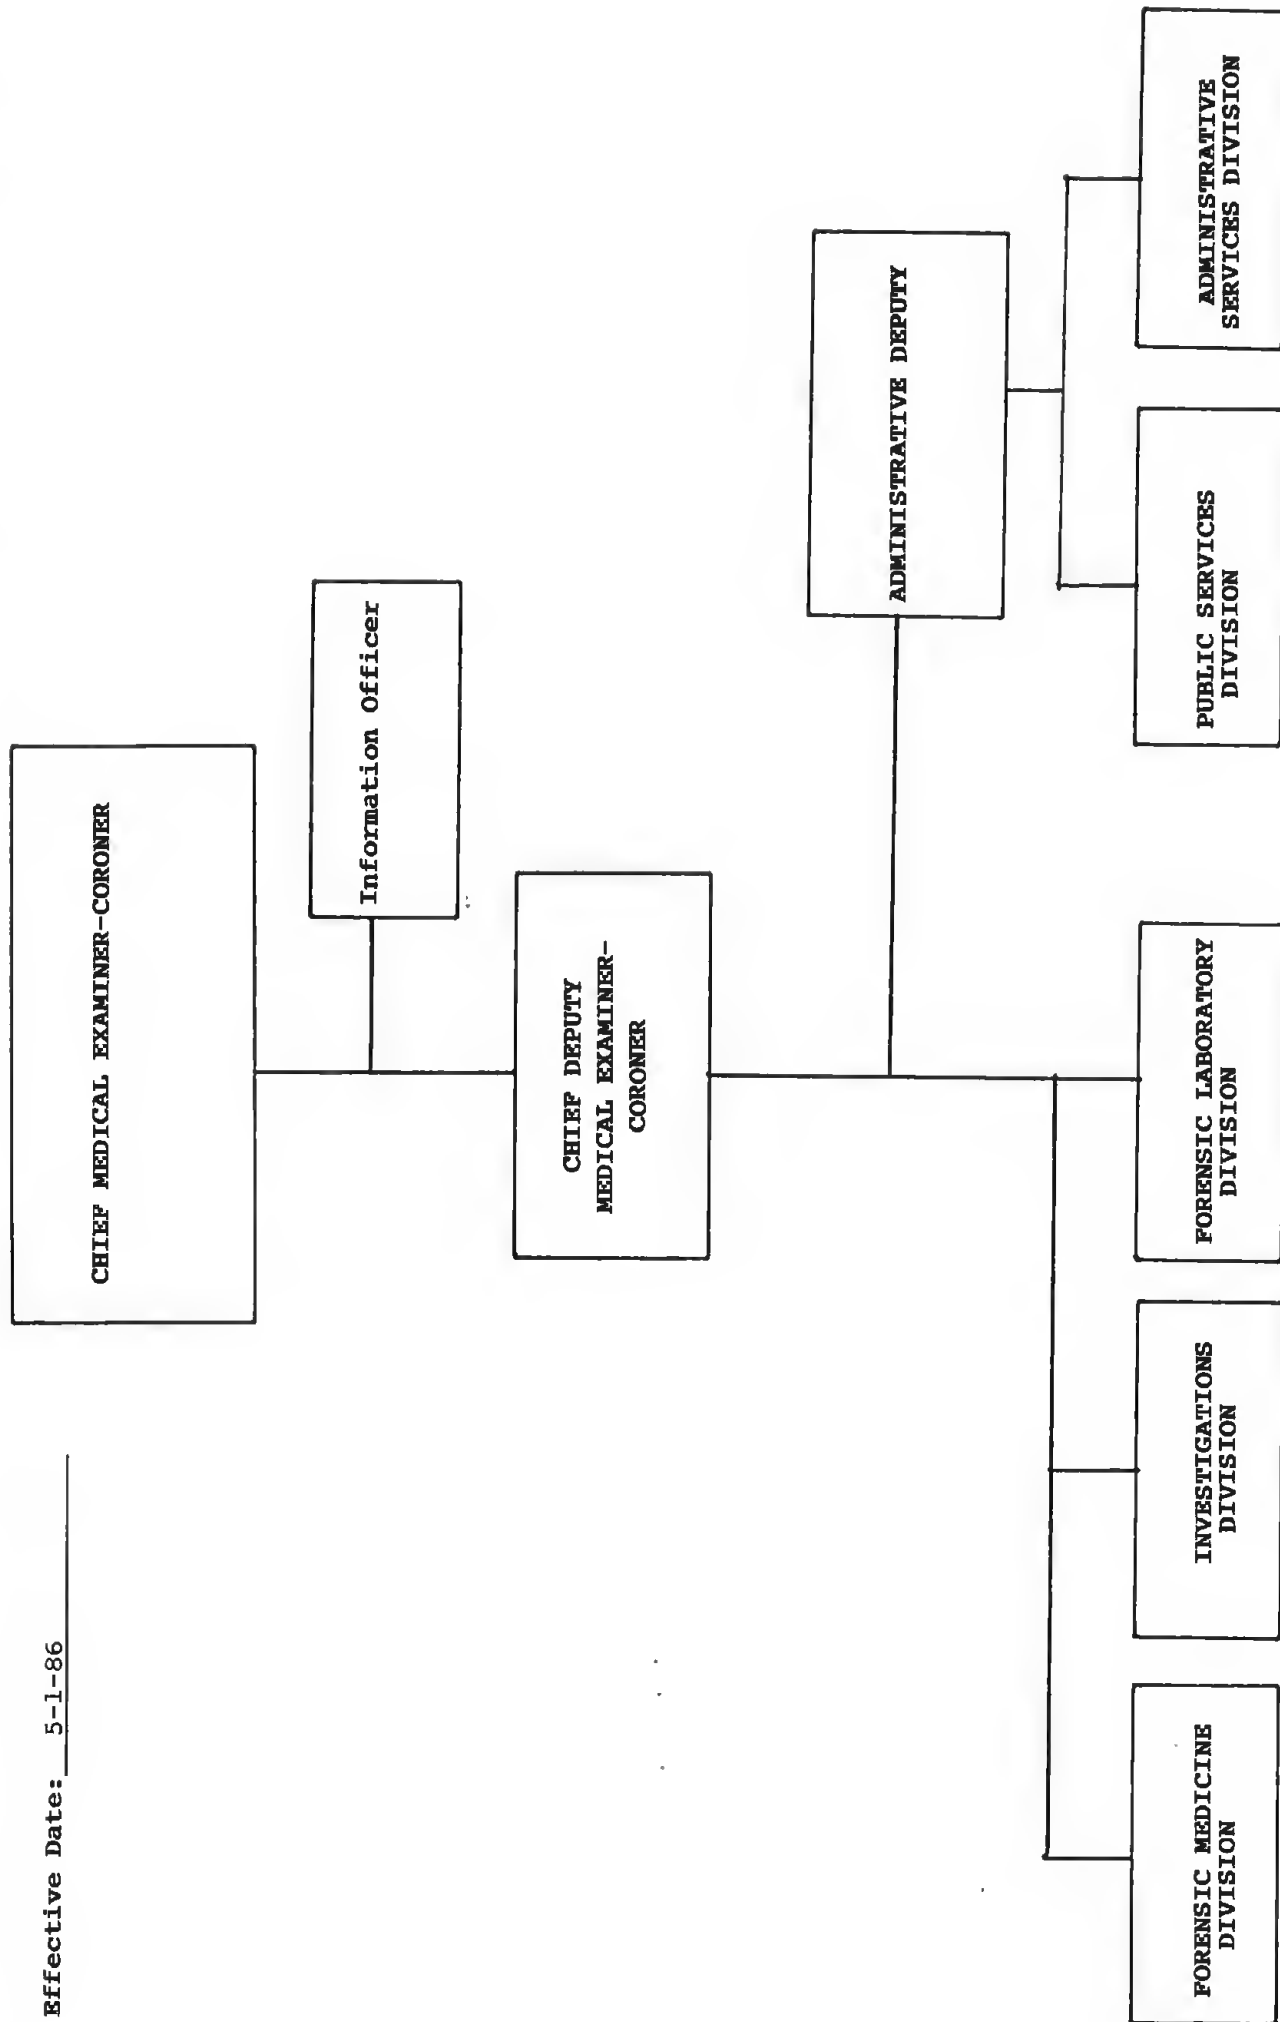 Effective Date: 5-1-86
CHIEF MEDICAL EXAMINER-CORONER
Information Officer
CHIEF DEPUTY
MEDICAL EXAMINER-
CORONER
ADMINISTRATIVE DEPUTY
FORENSIC MEDICINE
DIVISION
INVESTIGATIONS
DIVISION
FORENSIC LABORATORY
DIVISION
PUBLIC SERVICES
DIVISION
ADMINISTRATIVE
SERVICES DIVISION